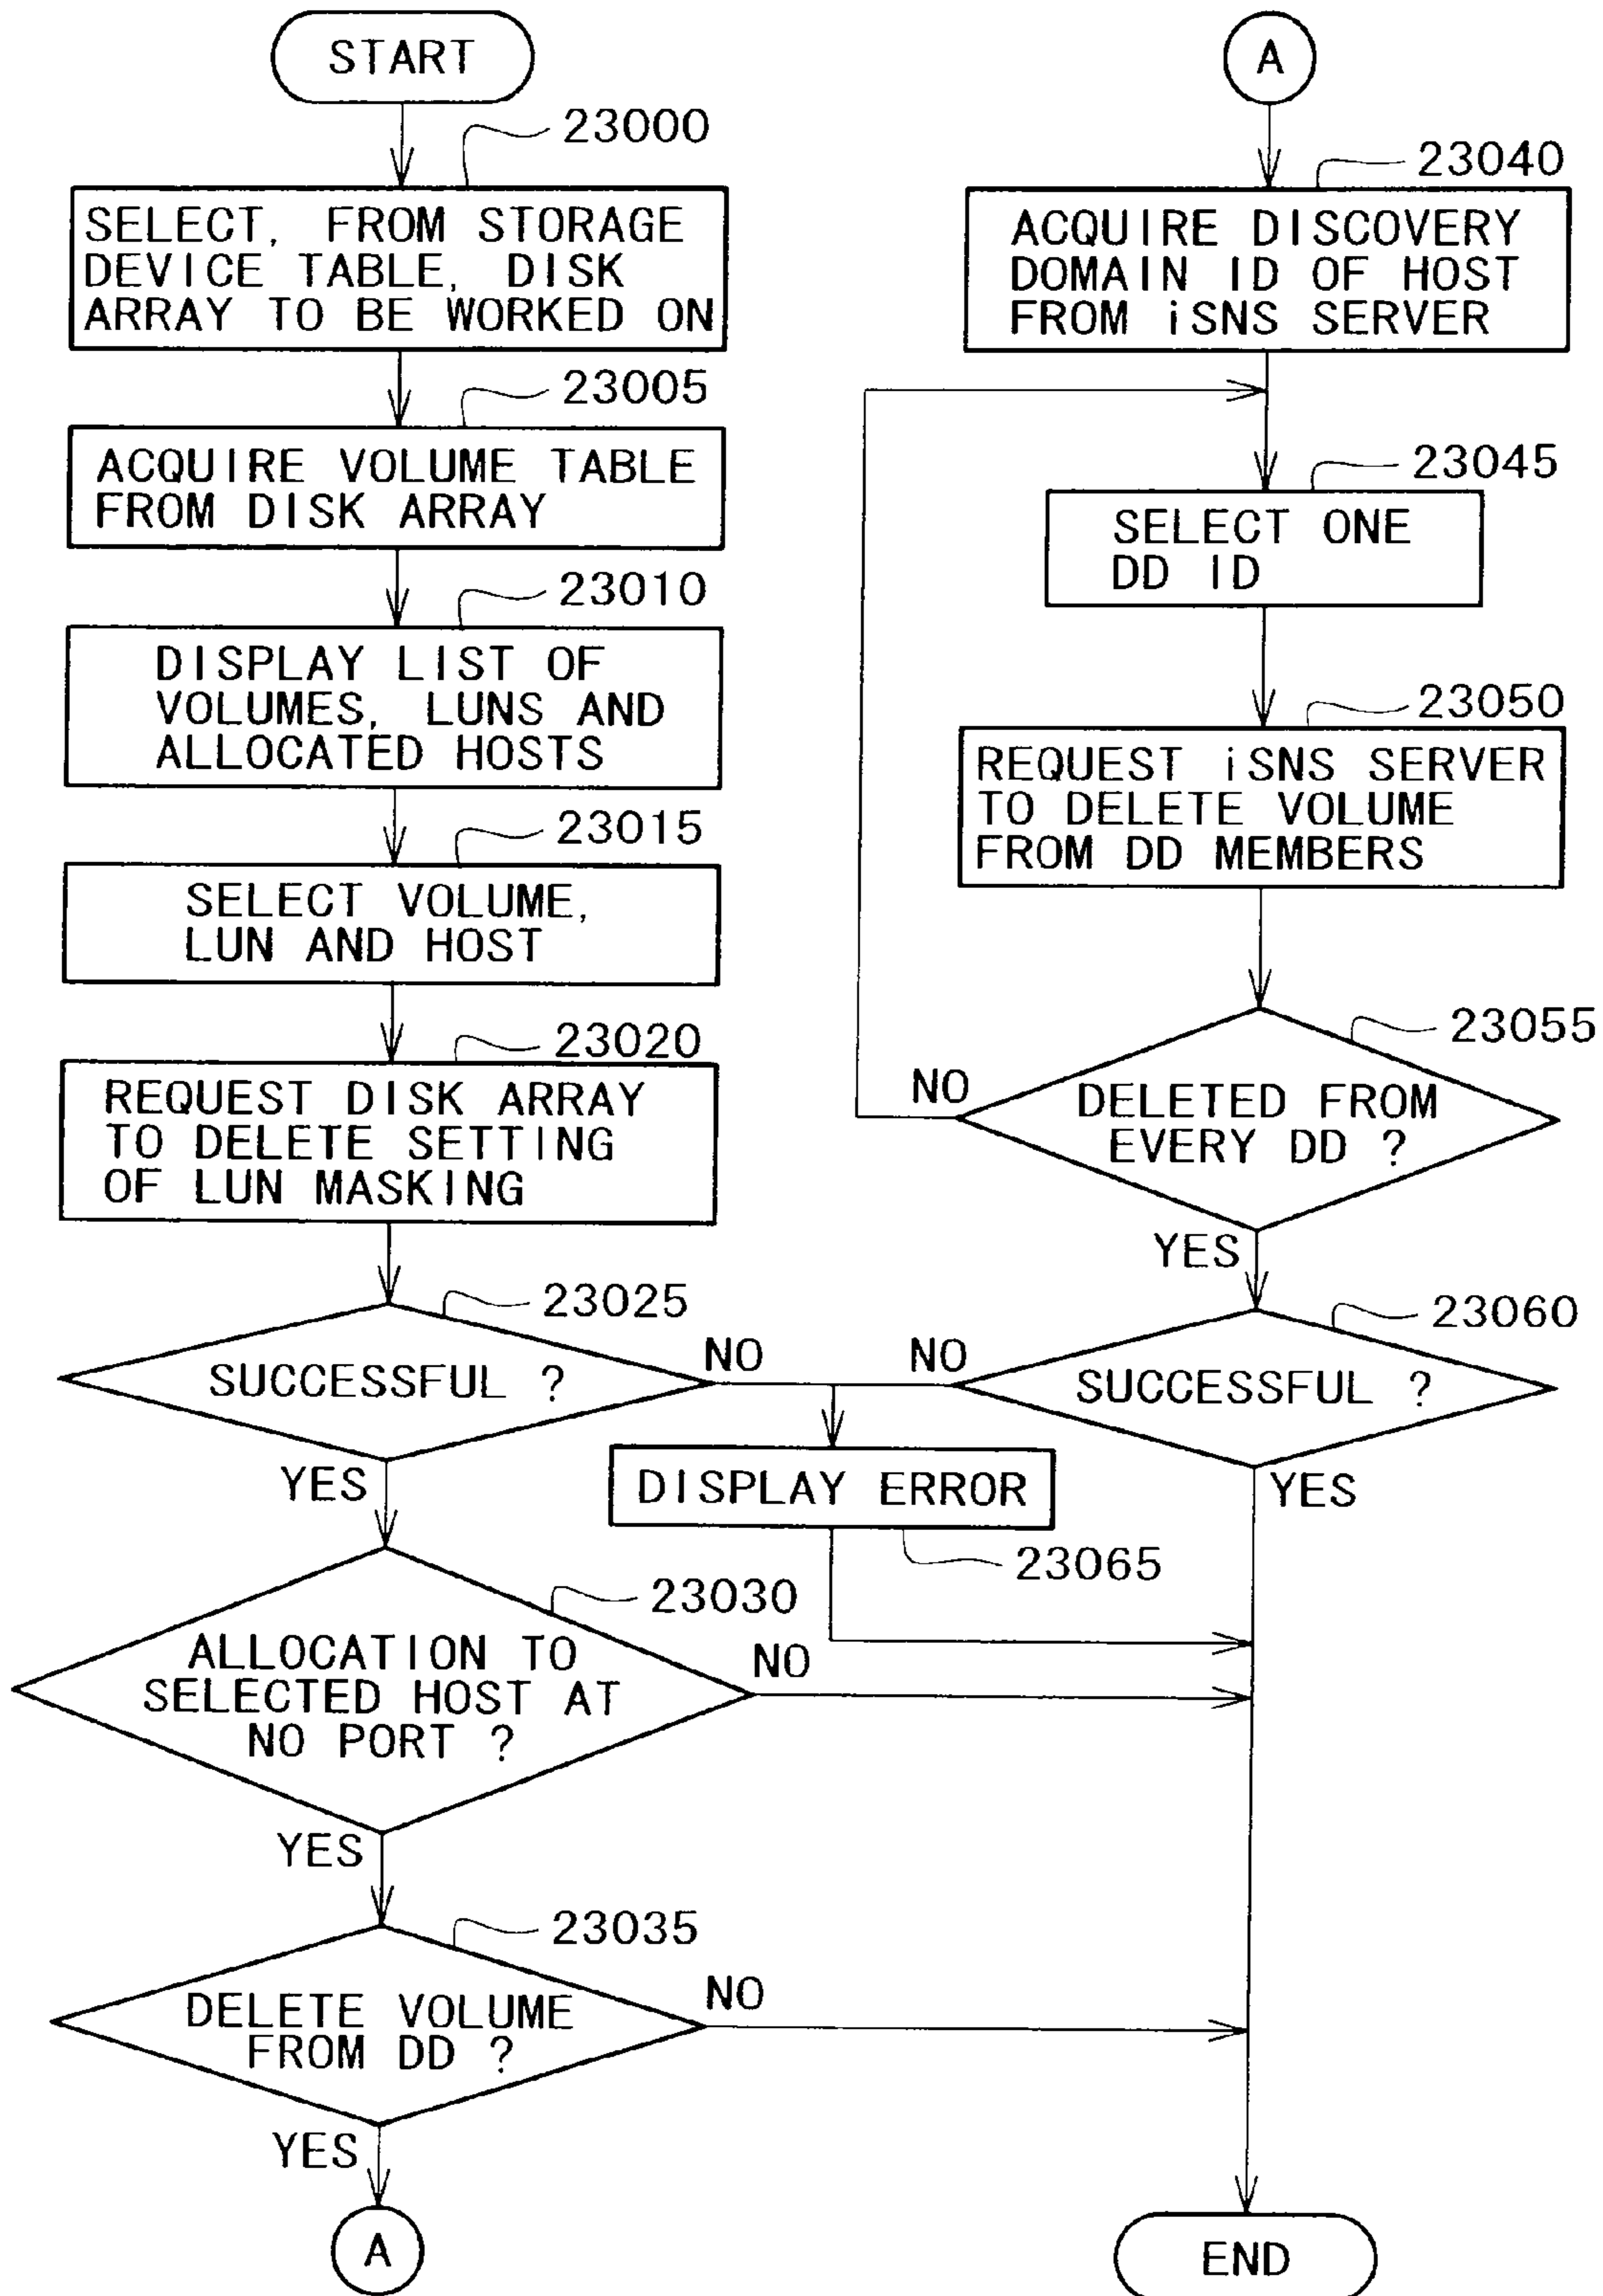 START
23000
SELECT, FROM STORAGE
DEVICE TABLE, DISK
ARRAY TO BE WORKED ON
23005
ACQUIRE VOLUME TABLE
FROM DISK ARRAY
23010
DISPLAY LIST OF
VOLUMES, LUNS AND
ALLOCATED HOSTS
23015
SELECT VOLUME,
LUN AND HOST
23020
REQUEST DISK ARRAY
TO DELETE SETTING
OF LUN MASKING
23025
SUCCESSFUL ?
NO
YES
23030
ALLOCATION TO
SELECTED HOST AT
NO PORT ?
NO
YES
23035
DELETE VOLUME
FROM DD ?
NO
YES
A
A
23040
ACQUIRE DISCOVERY
DOMAIN ID OF HOST
FROM iSNS SERVER
23045
SELECT ONE
DD ID
23050
REQUEST iSNS SERVER
TO DELETE VOLUME
FROM DD MEMBERS
23055
NO
DELETED FROM
EVERY DD ?
YES
23060
NO
SUCCESSFUL ?
YES
DISPLAY ERROR
23065
END